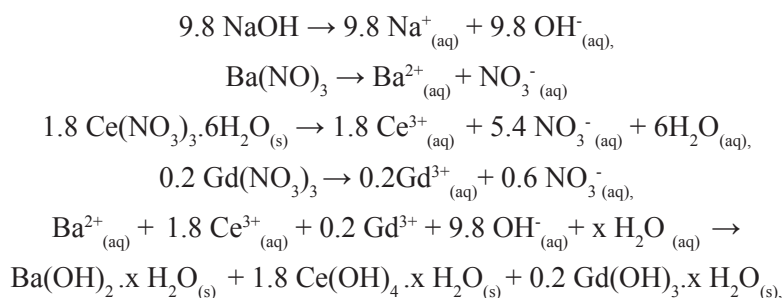 9.8 NaOH → 9.8 Na⁺₍aq₎ + 9.8 OH⁻₍aq₎,
Ba(NO)₃ → Ba²⁺₍aq₎ + NO₃⁻₍aq₎
1.8 Ce(NO₃)₃.6H₂O₍s₎ → 1.8 Ce³⁺₍aq₎ + 5.4 NO₃⁻₍aq₎ + 6H₂O₍aq₎,
0.2 Gd(NO₃)₃ → 0.2Gd³⁺₍aq₎ + 0.6 NO₃⁻₍aq₎,
Ba²⁺₍aq₎ + 1.8 Ce³⁺₍aq₎ + 0.2 Gd³⁺ + 9.8 OH⁻₍aq₎ + x H₂O ₍aq₎ →
Ba(OH)₂.x H₂O₍s₎ + 1.8 Ce(OH)₄.x H₂O₍s₎ + 0.2 Gd(OH)₃.x H₂O₍s₎,